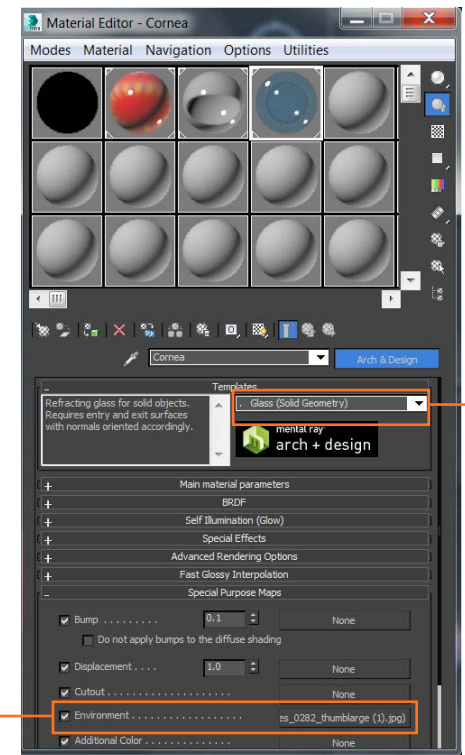 Material Editor - Cornea
Modes Material Navigation Options Utilities
Cornea
Arch & Design
Templates
Refracting glass for solid objects.
Requires entry and exit surfaces
with normals oriented accordingly.
. Glass (Solid Geometry)
mental ray®
arch + design
+ Main material parameters
+ BRDF
+ Self Illumination (Glow)
+ Special Effects
+ Advanced Rendering Options
+ Fast Glossy Interpolation
- Special Purpose Maps
Bump . . . . . . . . . 0.1 None
Do not apply bumps to the diffuse shading
Displacement . . . . 1.0 None
Cutout . . . . . . . . . . . . . . . . . . . . None
Environment . . . . . . . . . . . . . . . . . . es_0282_thumblarge (1).jpg)
Additional Color . . . . . . . . . . . . . . None